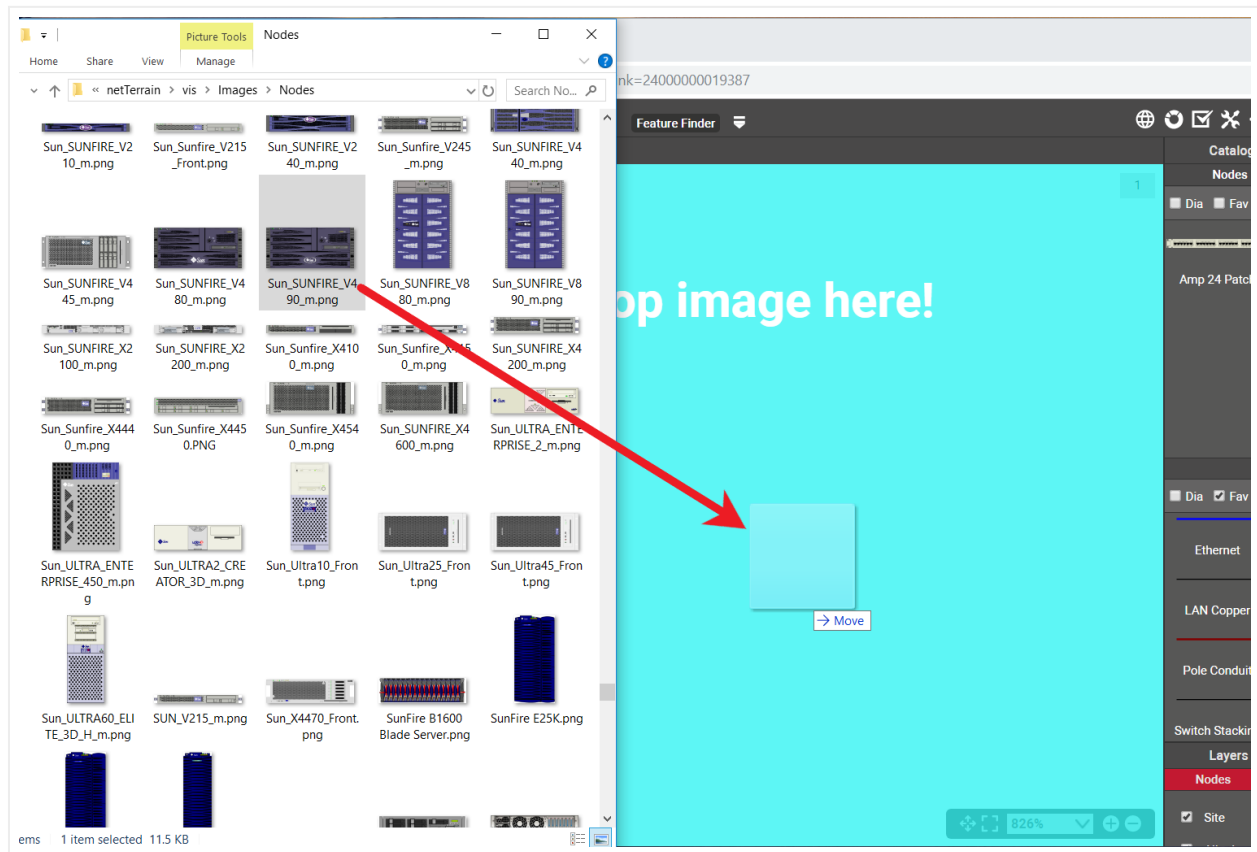 Picture Tools
Nodes
Home
Share
View
Manage
« netTerrain > vis > Images > Nodes
Search No...
Sun_SUNFIRE_V2
10_m.png
Sun_Sunfire_V215
_Front.png
Sun_SUNFIRE_V2
40_m.png
Sun_Sunfire_V245
_m.png
Sun_SUNFIRE_V4
40_m.png
Sun_SUNFIRE_V4
45_m.png
Sun_SUNFIRE_V4
80_m.png
Sun_SUNFIRE_V4
90_m.png
Sun_SUNFIRE_V8
80_m.png
Sun_SUNFIRE_V8
90_m.png
Sun_SUNFIRE_X2
100_m.png
Sun_SUNFIRE_X2
200_m.png
Sun_Sunfire_X410
0_m.png
Sun_Sunfire_X4150
0_m.png
Sun_SUNFIRE_X4
200_m.png
Sun_Sunfire_X444
0_m.png
Sun_Sunfire_X445
0.PNG
Sun_Sunfire_X454
0_m.png
Sun_SUNFIRE_X4
600_m.png
Sun_ULTRA_ENTE
RPRISE_2_m.png
Sun_ULTRA_ENTE
RPRISE_450_m.pn
g
Sun_ULTRA2_CRE
ATOR_3D_m.png
Sun_Ultra10_Fron
t.png
Sun_Ultra25_Fron
t.png
Sun_Ultra45_Fron
t.png
Sun_ULTRA60_ELI
TE_3D_H_m.png
SUN_V215_m.png
Sun_X4470_Front.
png
SunFire B1600
Blade Server.png
SunFire E25K.png
ems
1 item selected 11.5 KB
nk=24000000019387
Feature Finder
op image here!
1
Move
826%
Catalog
Nodes
Dia
Fav
Amp 24 Patch
Dia
Fav
Ethernet
LAN Copper
Pole Conduit
Switch Stackin
Layers
Nodes
Site